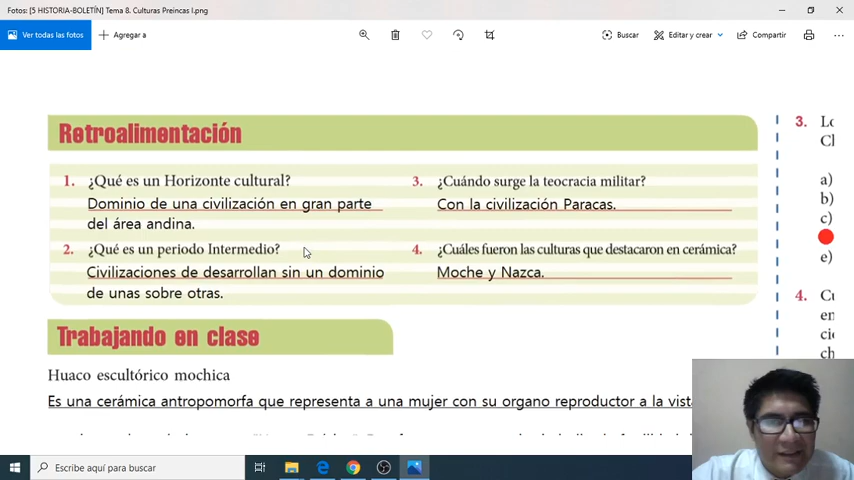 Fotos: [5 HISTORIA-BOLETÍN] Tema 8. Culturas Preincas I.png
Ver todas las fotos
Agregar a
Buscar
Editar y crear
Compartir
Retroalimentación
1. ¿Qué es un Horizonte cultural?
Dominio de una civilización en gran parte
del área andina.
2. ¿Qué es un periodo Intermedio?
Civilizaciones de desarrollan sin un dominio
de unas sobre otras.
3. ¿Cuándo surge la teocracia militar?
Con la civilización Paracas.
4. ¿Cuáles fueron las culturas que destacaron en cerámica?
Moche y Nazca.
Trabajando en clase
Huaco escultórico mochica
Es una cerámica antropomorfa que representa a una mujer con su organo reproductor a la vist
3. Lo
Cl
a)
b)
c)
e)
4.
en
cie
ch
Escribe aquí para buscar